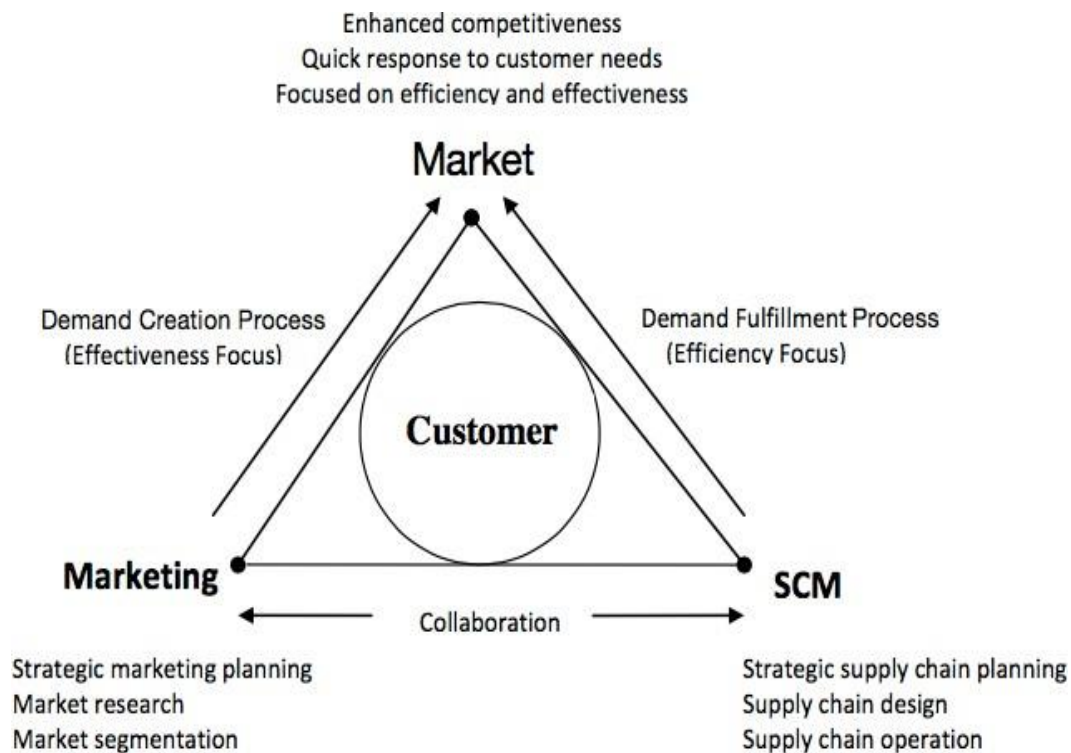 Enhanced competitiveness
Quick response to customer needs
Focused on efficiency and effectiveness
Market
Demand Creation Process
(Effectiveness Focus)
Demand Fulfillment Process
(Efficiency Focus)
Customer
Marketing
SCM
Collaboration
Strategic marketing planning
Market research
Market segmentation
Strategic supply chain planning
Supply chain design
Supply chain operation